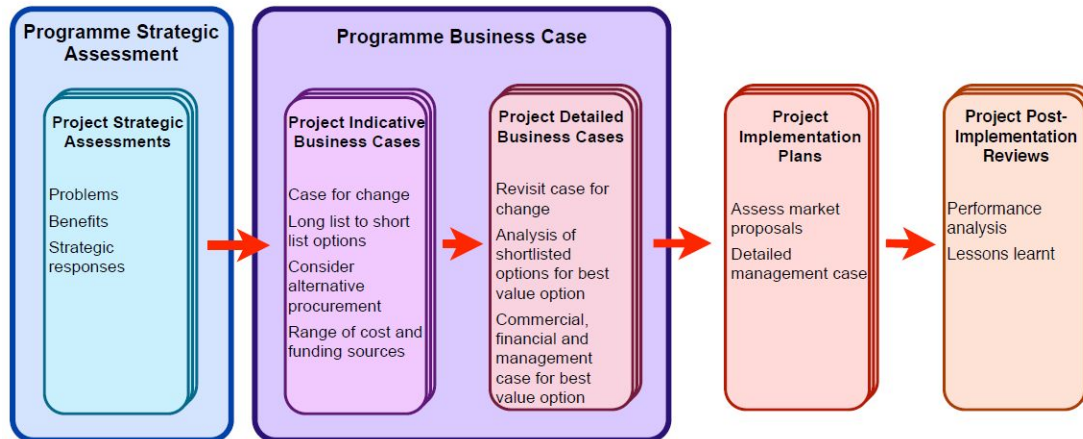 Programme Strategic
Assessment
Project Strategic
Assessments
Problems
Benefits
Strategic
responses
Programme Business Case
Project Indicative
Business Cases
Case for change
Long list to short
list options
Consider
alternative
procurement
Range of cost and
funding sources
Project Detailed
Business Cases
Revisit case for
change
Analysis of
shortlisted
options for best
value option
Commercial,
financial and
management
case for best
value option
Project
Implementation
Plans
Assess market
proposals
Detailed
management case
Project Post-
Implementation
Reviews
Performance
analysis
Lessons learnt